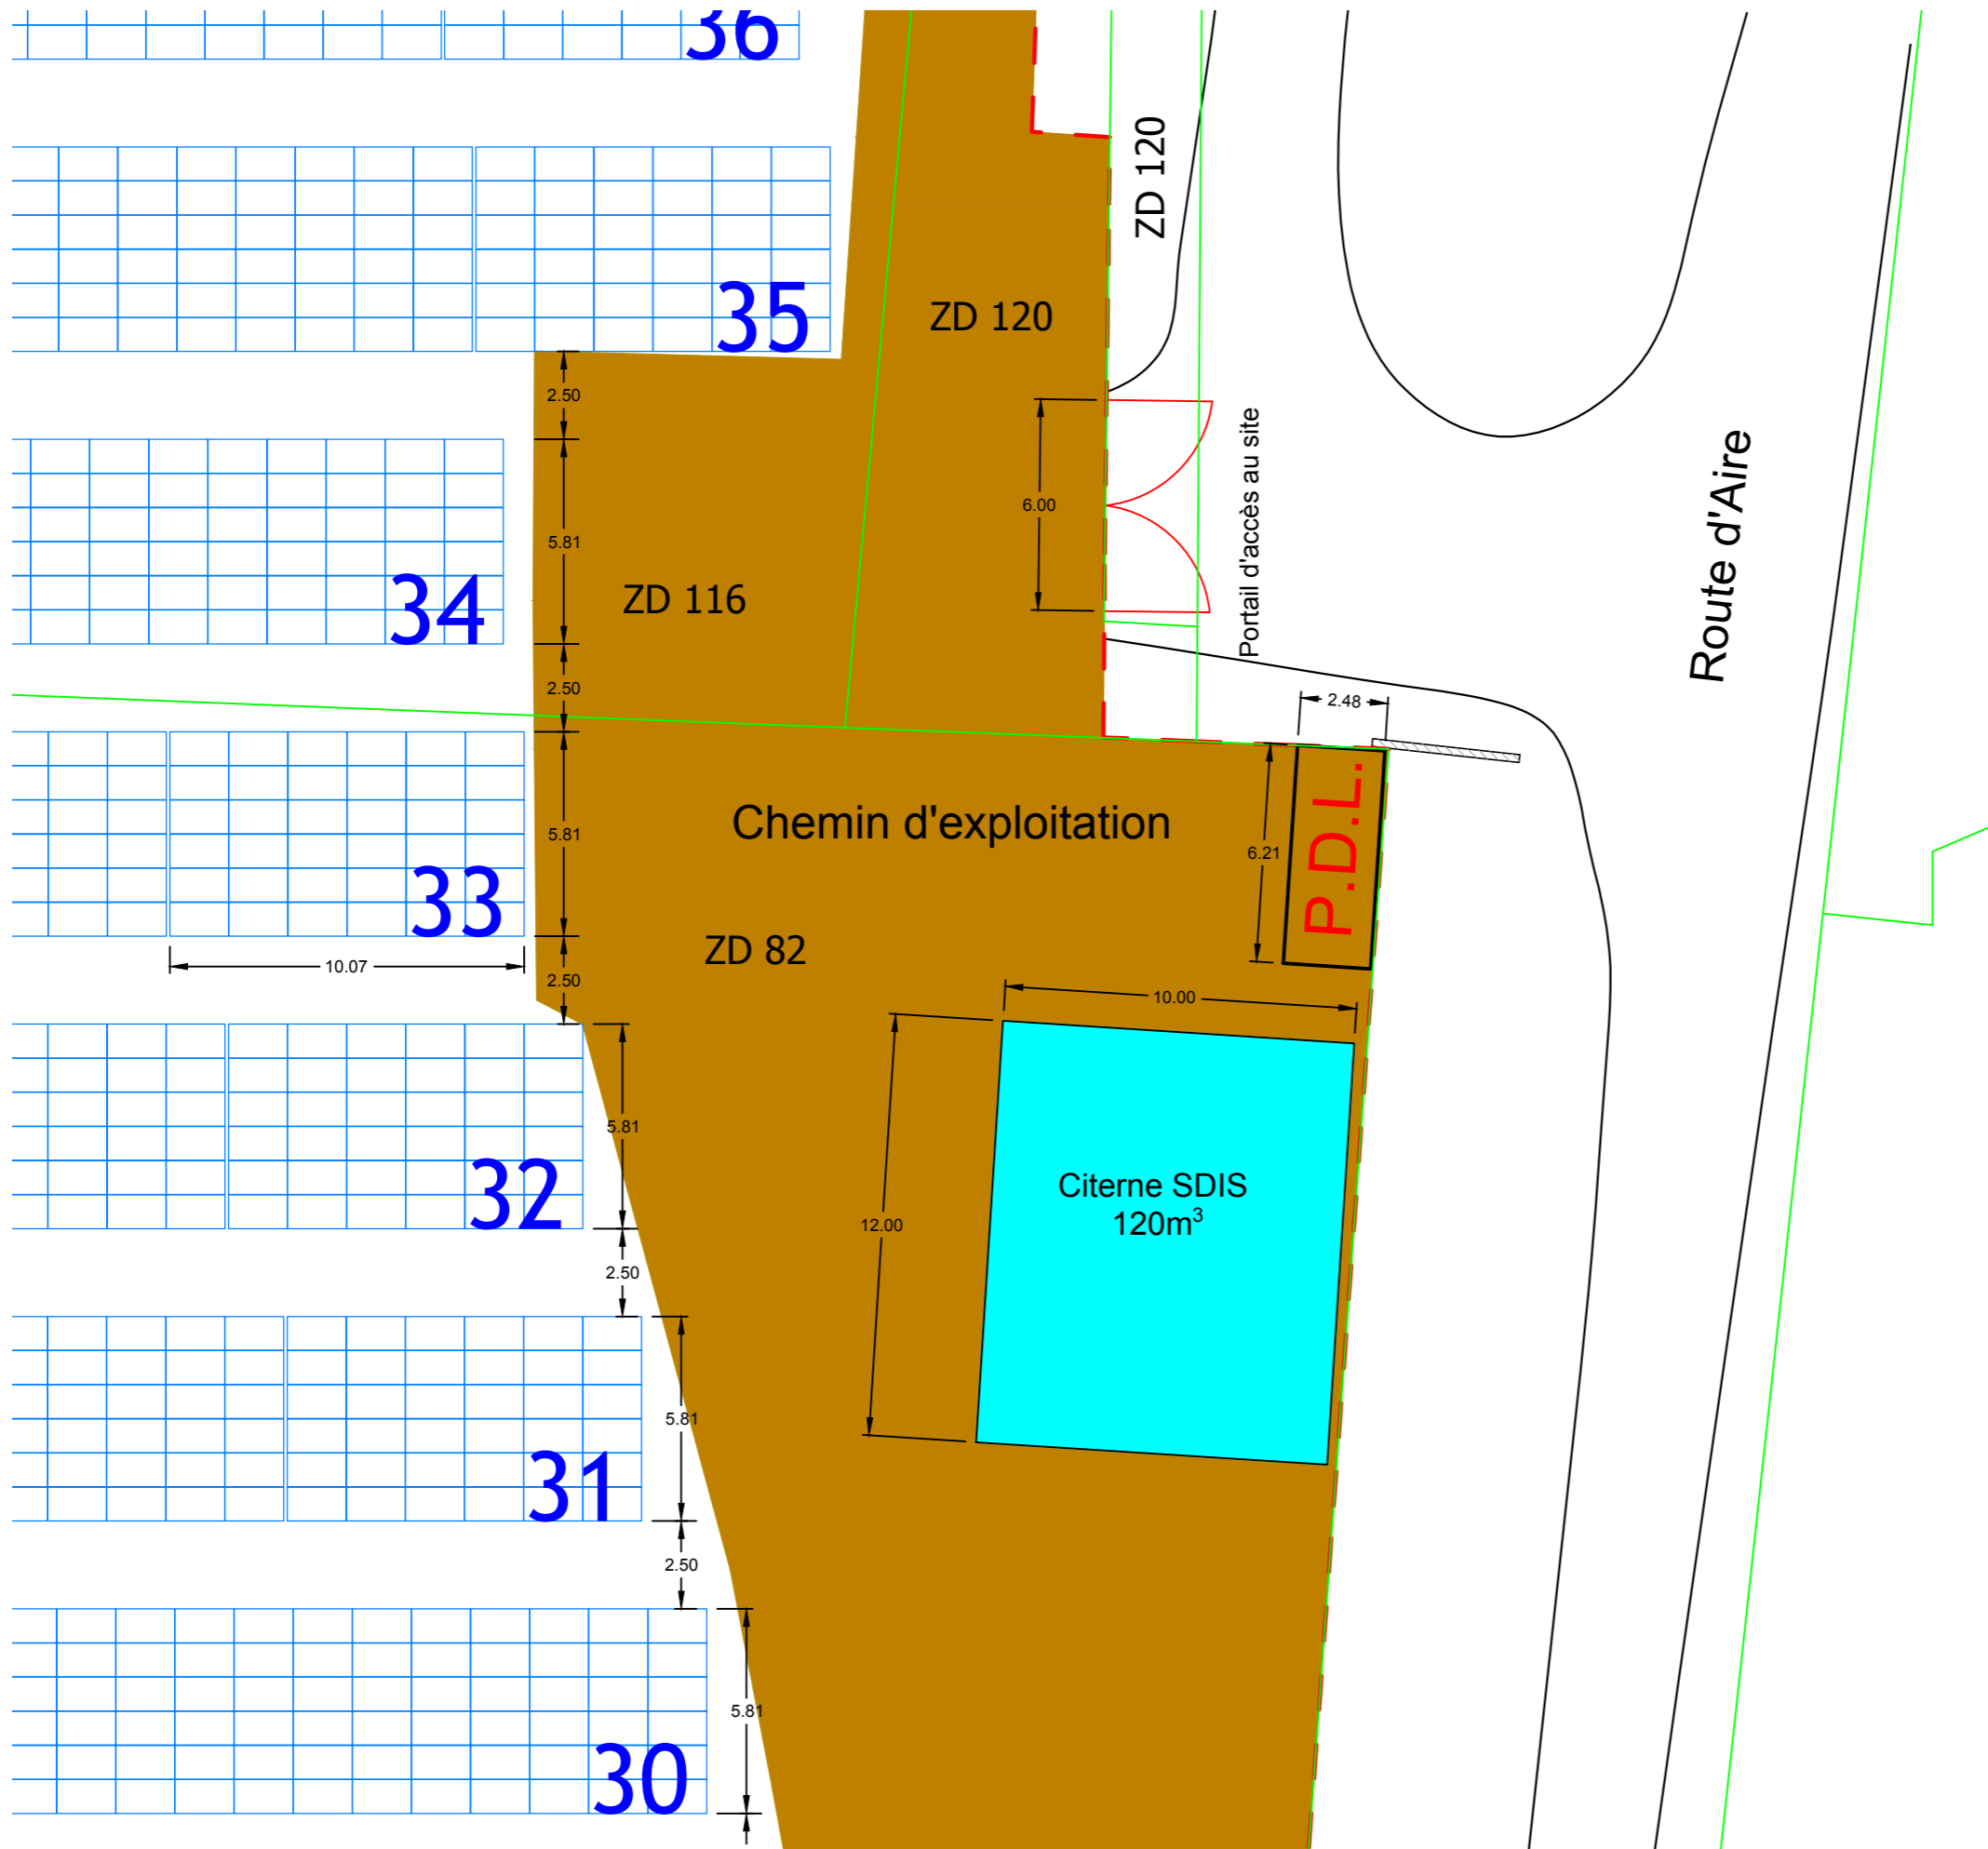 36
ZD 120
35
ZD 120
2.50
6.00
Portail d'accès au site
Route d'Aire
5.81
34
ZD 116
2.50
2.48
P.D.L.
Chemin d'exploitation
5.81
6.21
33
ZD 82
10.07
2.50
10.00
5.81
32
Citerne SDIS
120m³
12.00
2.50
5.81
31
2.50
5.81
30